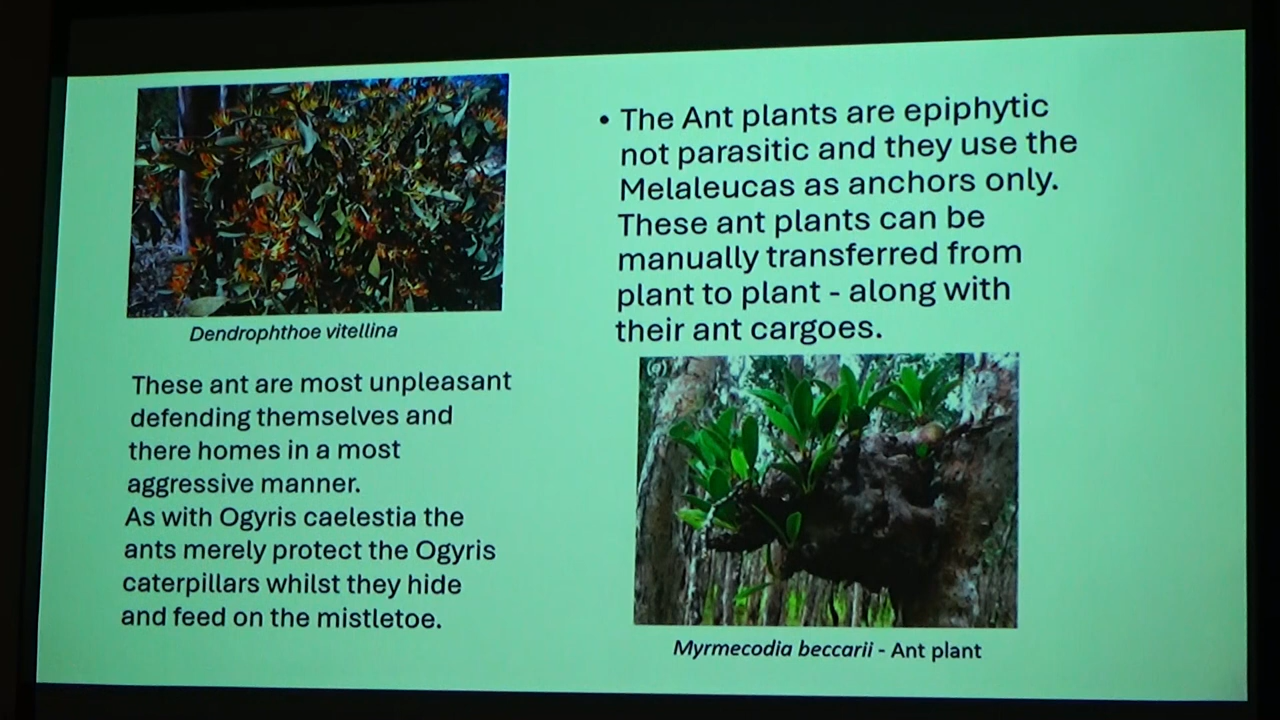 Dendrophthoe vitellina
These ant are most unpleasant
defending themselves and
there homes in a most
aggressive manner.
As with Ogyris caelestia the
ants merely protect the Ogyris
caterpillars whilst they hide
and feed on the mistletoe.
• The Ant plants are epiphytic
not parasitic and they use the
Melaleucas as anchors only.
These ant plants can be
manually transferred from
plant to plant - along with
their ant cargoes.
Myrmecodia beccarii - Ant plant